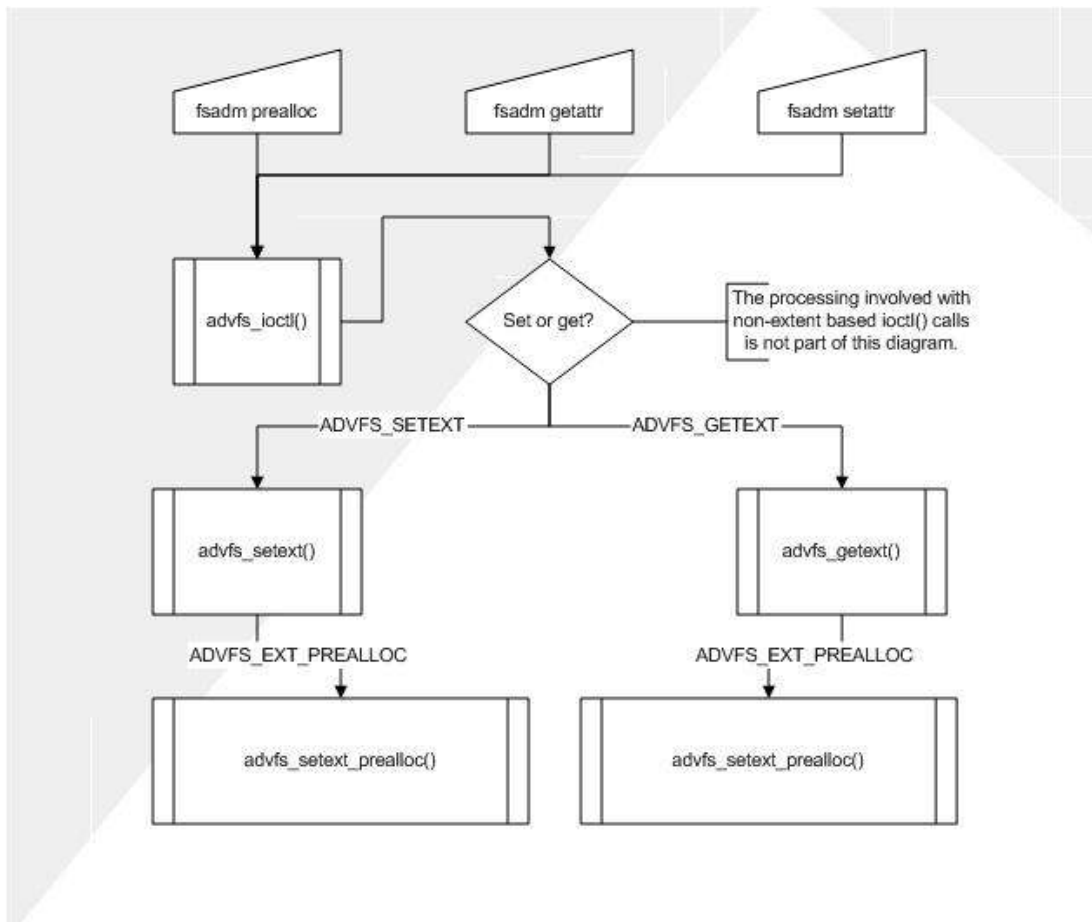 fsadm prealloc
fsadm getattr
fsadm setattr
advfs_ioctl()
Set or get?
The processing involved with
non-extent based ioctl() calls
is not part of this diagram.
ADVFS_SETEXT
ADVFS_GETEXT
advfs_setext()
advfs_getext()
ADVFS_EXT_PREALLOC
ADVFS_EXT_PREALLOC
advfs_setext_prealloc()
advfs_setext_prealloc()